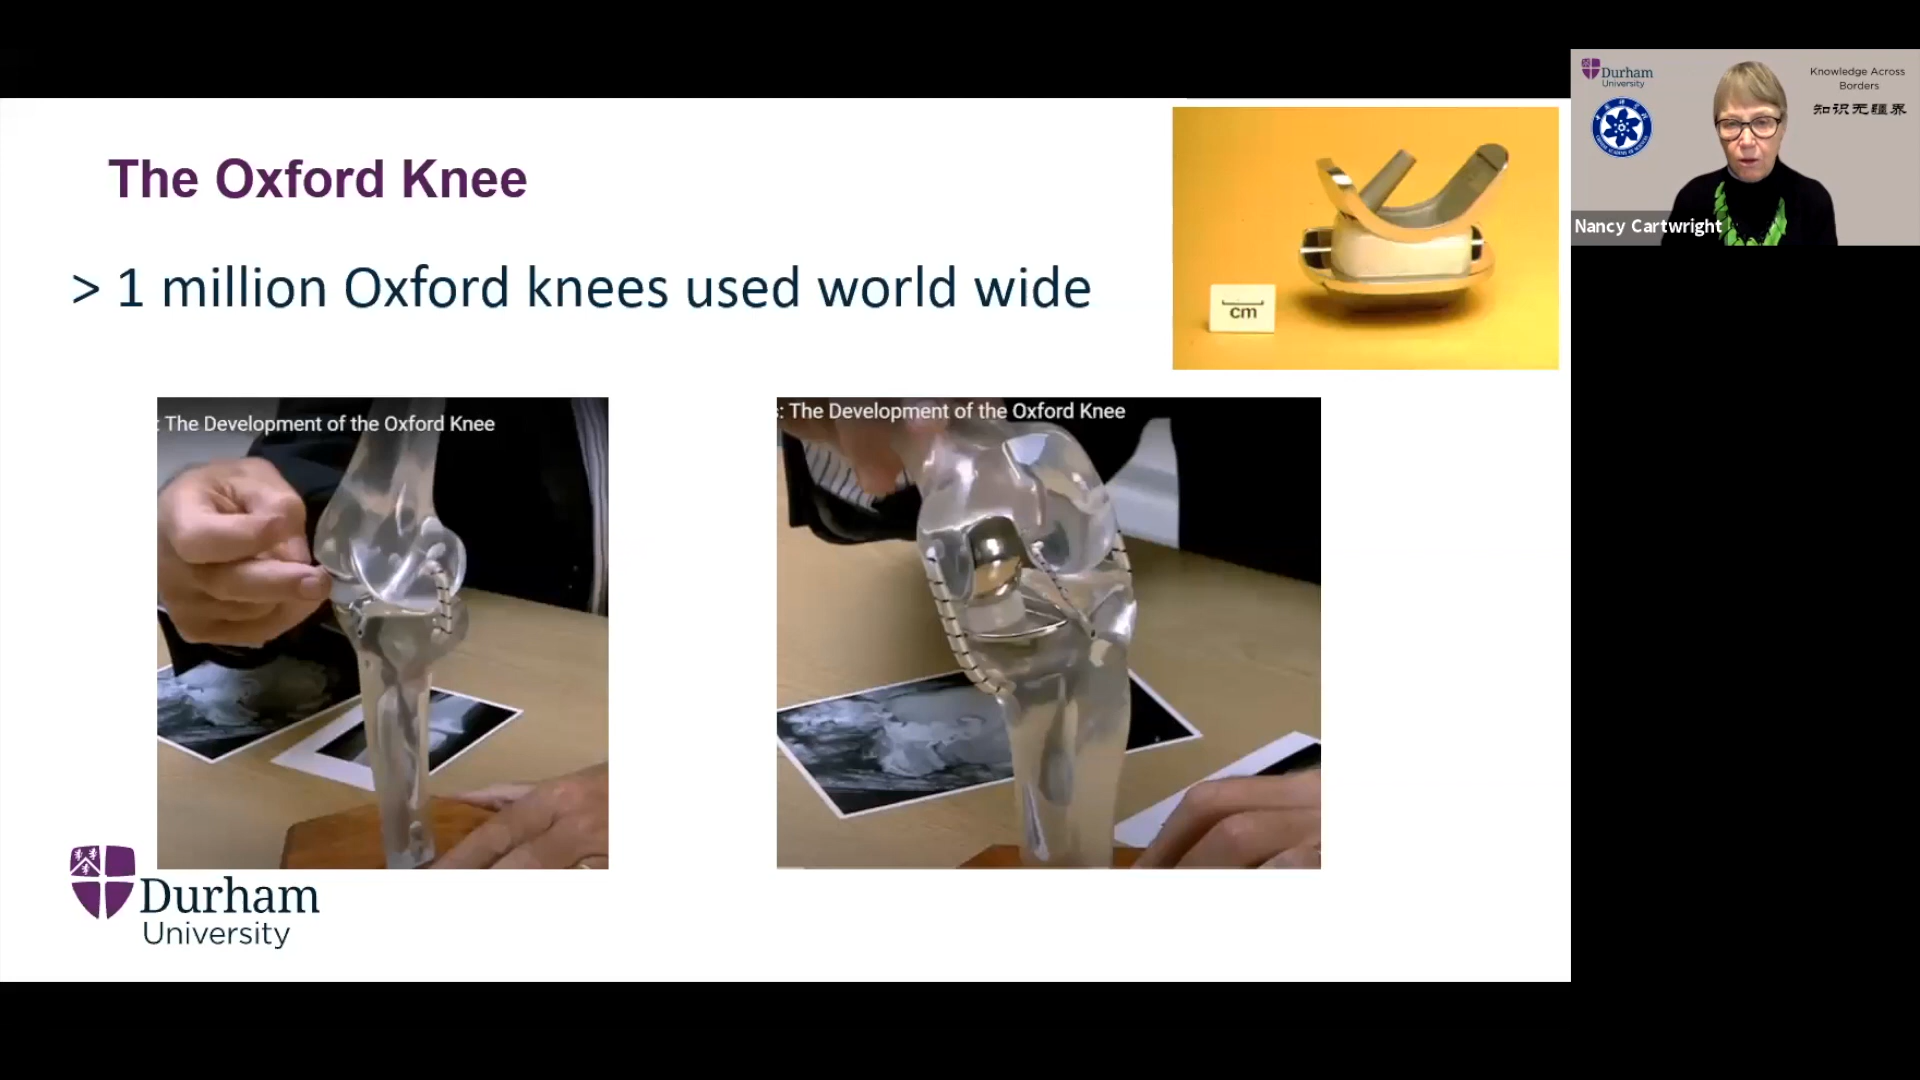 The Oxford Knee
> 1 million Oxford knees used world wide
cm
: The Development of the Oxford Knee
s: The Development of the Oxford Knee
Durham
University
Durham
University
Knowledge Across
Borders
知识无疆界
Nancy Cartwright